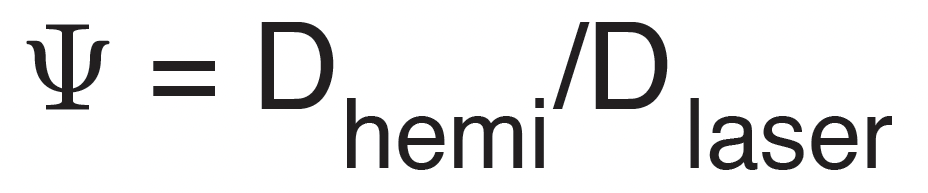 Ψ = D_hemi/D_laser